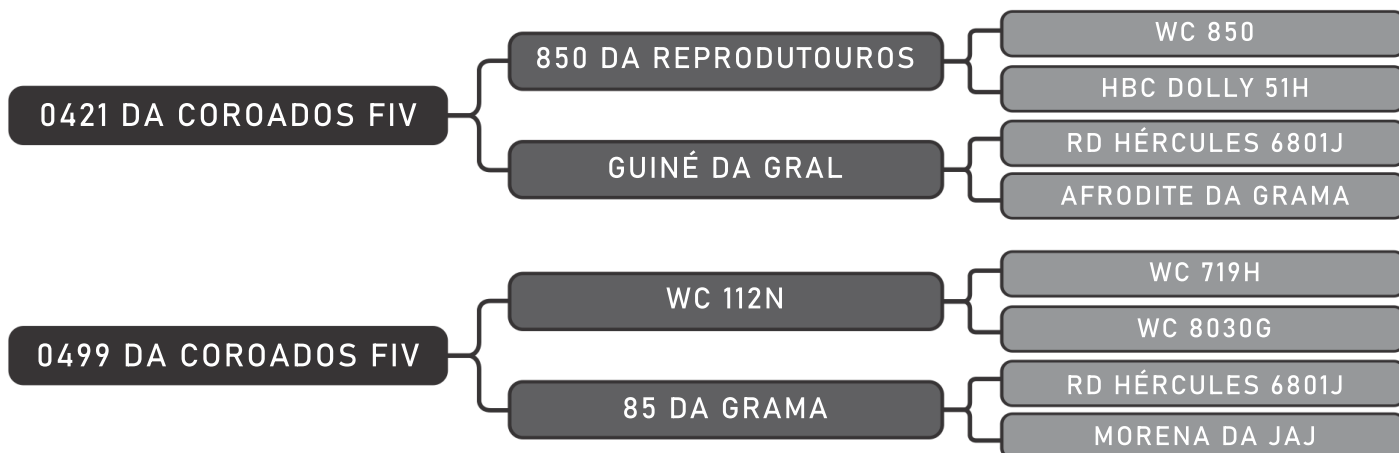 WC 850
850 DA REPRODUTOUROS
HBC DOLLY 51H
0421 DA COROADOS FIV
RD HÉRCULES 6801J
GUINÉ DA GRAL
AFRODITE DA GRAMA
WC 719H
WC 112N
WC 8030G
0499 DA COROADOS FIV
RD HÉRCULES 6801J
85 DA GRAMA
MORENA DA JAJ